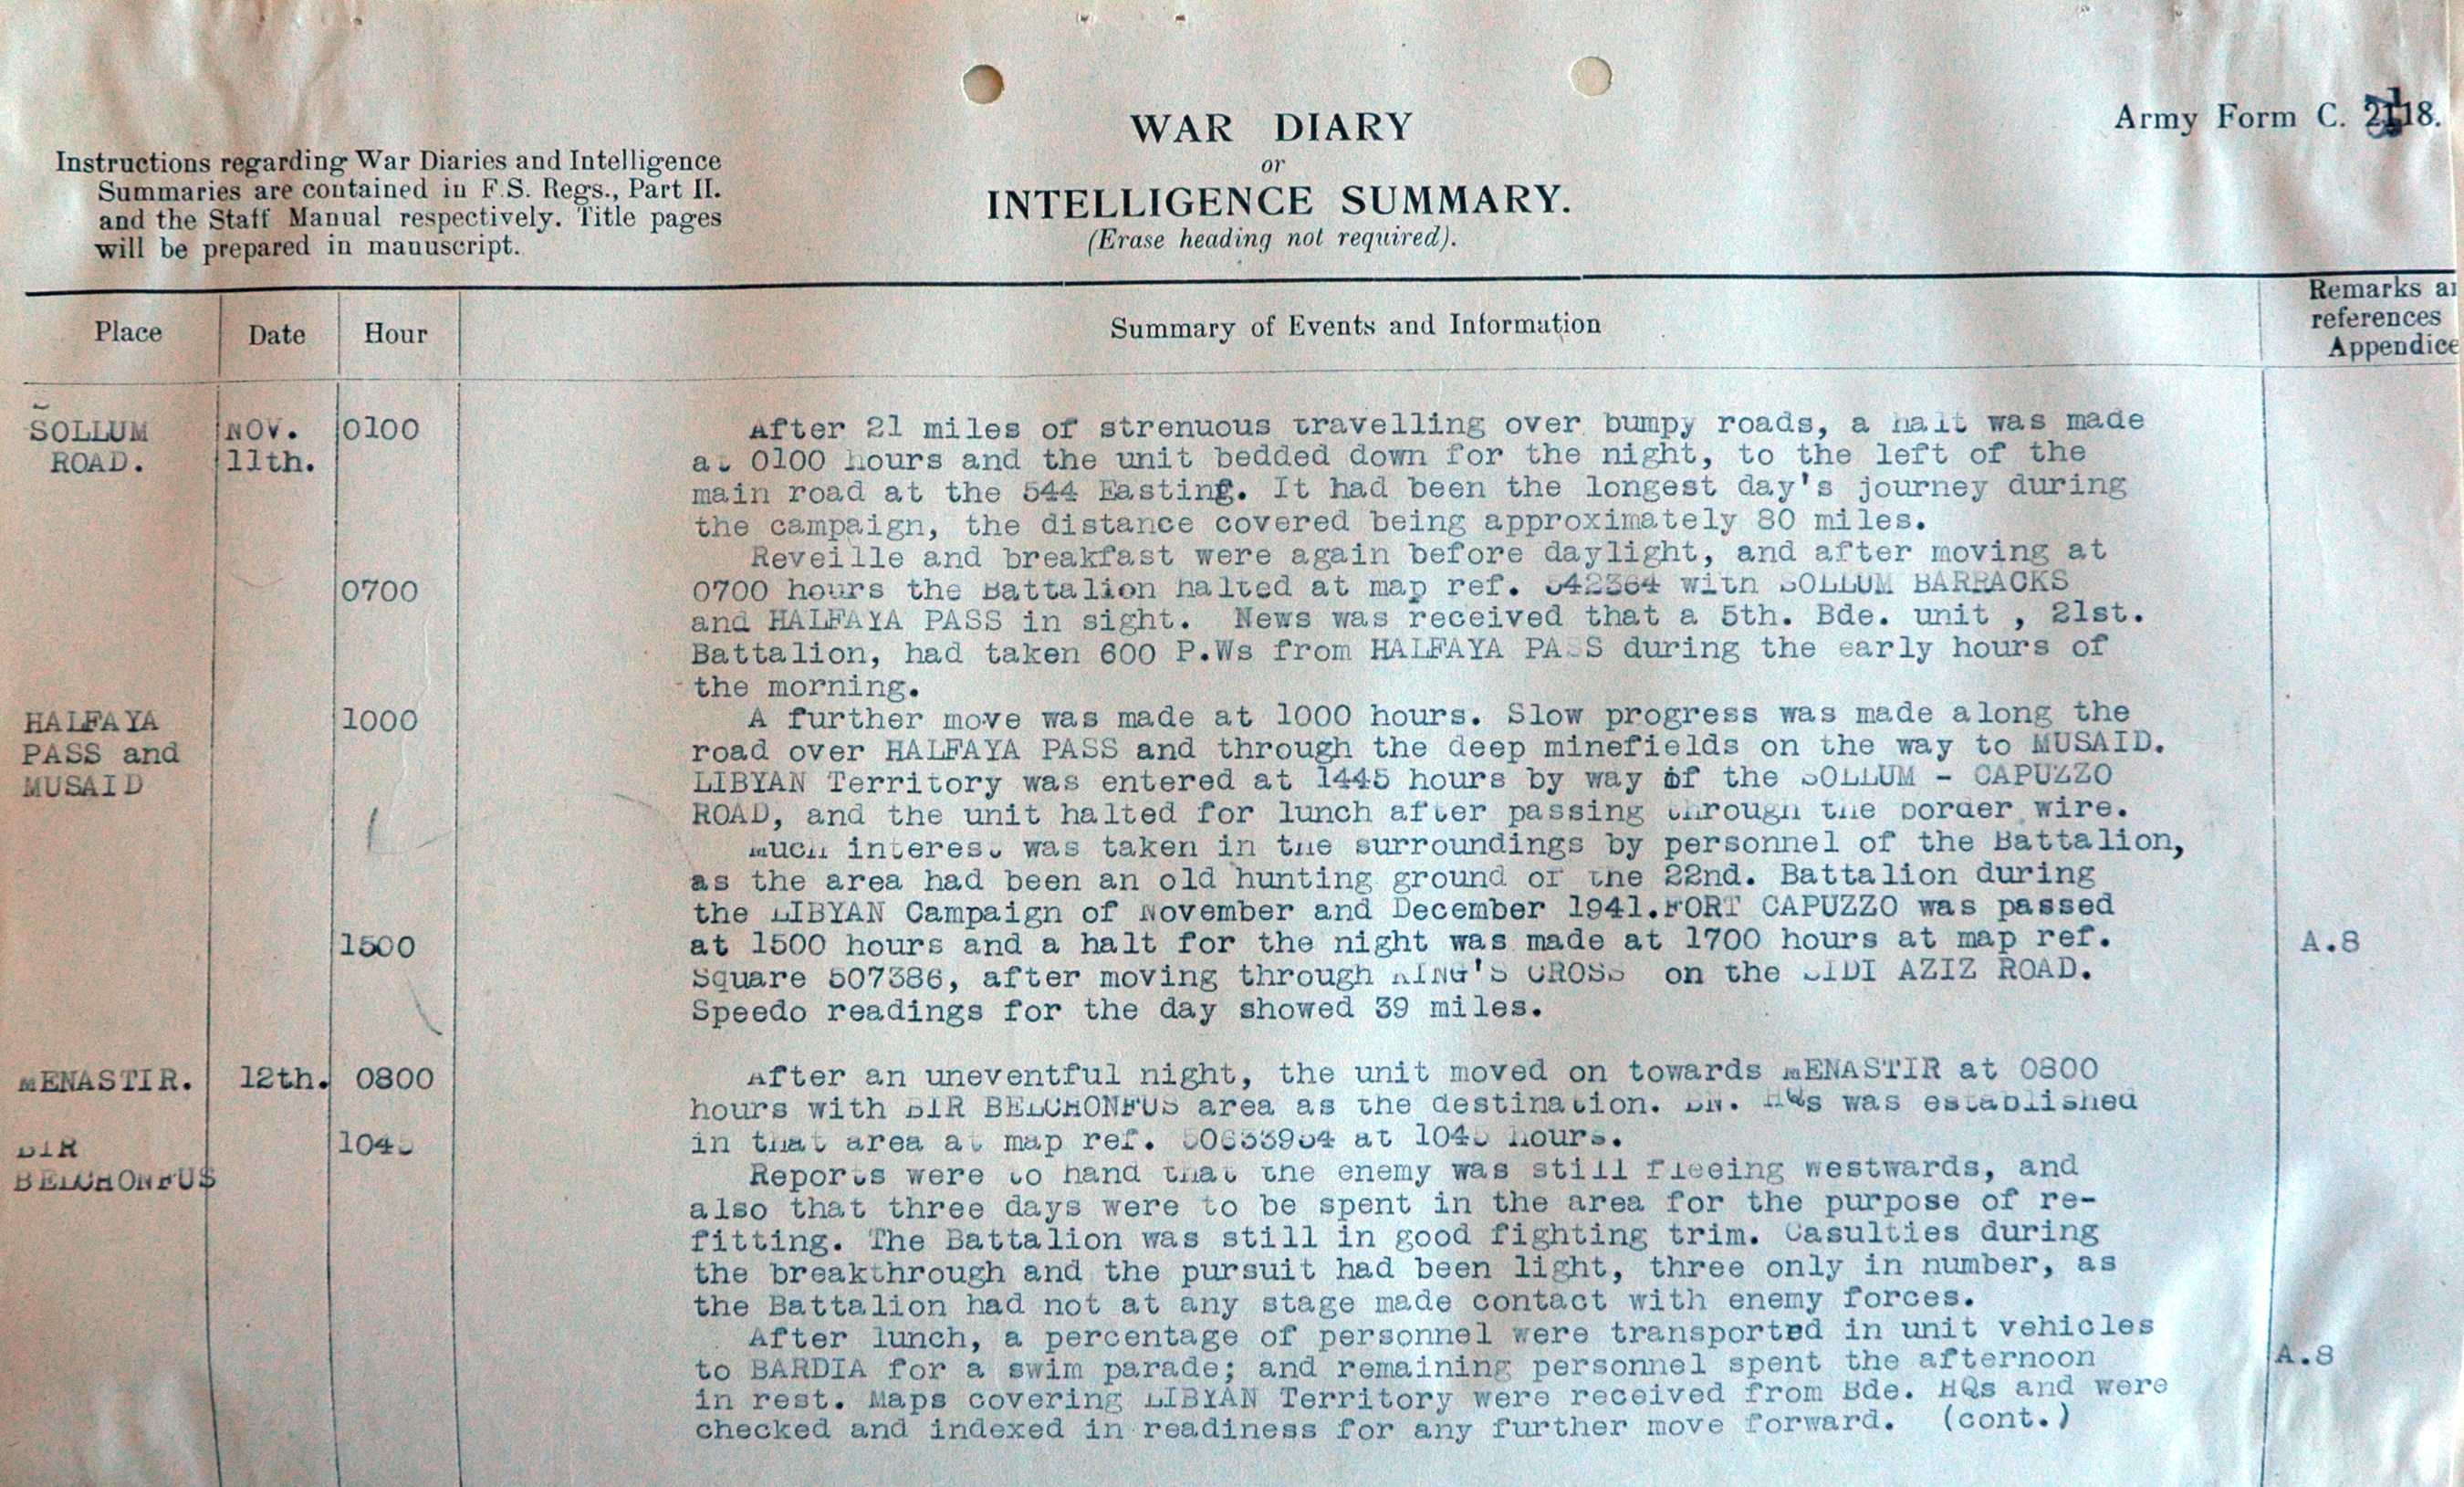 WAR DIARY
or
INTELLIGENCE SUMMARY.
(Erase heading not required).
Army Form C. 2118.
Instructions regarding War Diaries and Intelligence
Summaries are contained in F.S. Regs., Part II.
and the Staff Manual respectively. Title pages
will be prepared in manuscript.
Place Date Hour Summary of Events and Information
Remarks
references
Appendice
SOLLUM NOV. 0100 After 21 miles of strenuous travelling over bumpy roads, a halt was made
ROAD. 11th. at 0100 hours and the unit bedded down for the night, to the left of the
main road at the 544 Easting. It had been the longest day's journey during
the campaign, the distance covered being approximately 80 miles.
Reveille and breakfast were again before daylight, and after moving at
0700 0700 hours the Battalion halted at map ref. 542364 with SOLLUM BARRACKS
and HALFAYA PASS in sight. News was received that a 5th. Bde. unit , 21st.
Battalion, had taken 600 P.Ws from HALFAYA PASS during the early hours of
the morning.
HALFAYA 1000 A further move was made at 1000 hours. Slow progress was made along the
PASS and road over HALFAYA PASS and through the deep minefields on the way to MUSAID.
MUSAID LIBYAN Territory was entered at 1445 hours by way of the SOLLUM - CAPUZZO
ROAD, and the unit halted for lunch after passing through the border wire.
Much interest was taken in the surroundings by personnel of the Battalion,
as the area had been an old hunting ground of the 22nd. Battalion during
the LIBYAN Campaign of November and December 1941.FORT CAPUZZO was passed
1500 at 1500 hours and a halt for the night was made at 1700 hours at map ref. A.8
Square 507386, after moving through KING'S CROSS on the SIDI AZIZ ROAD.
Speedo readings for the day showed 39 miles.
MENASTIR. 12th. 0800 After an uneventful night, the unit moved on towards MENASTIR at 0800
hours with BIR BELCHONFUS area as the destination. BN. HQs was established
BIR 1045 in that area at map ref. 50633954 at 1045 hours.
BELCHONFUS Reports were to hand that the enemy was still fleeing westwards, and
also that three days were to be spent in the area for the purpose of re-
fitting. The Battalion was still in good fighting trim. Casulties during
the breakthrough and the pursuit had been light, three only in number, as
the Battalion had not at any stage made contact with enemy forces.
After lunch, a percentage of personnel were transported in unit vehicles
to BARDIA for a swim parade; and remaining personnel spent the afternoon A.8
in rest. Maps covering LIBYAN Territory were received from Bde. HQs and were
checked and indexed in readiness for any further move forward. (cont.)